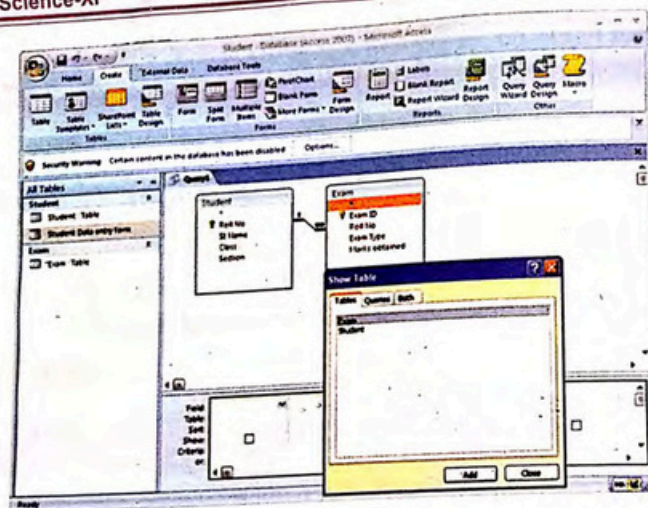 Science-XI
Student : Database (Access 2007) - Microsoft Access
Home Create External Data Database Tools
Table
Table Templates
SharePoint Lists
Table Design
Tables
Form
Split Form
Multiple Items
PivotChart
Blank Form
More Forms
Form Design
Forms
Report
Labels
Blank Report
Report Wizard
Report Design
Reports
Query Wizard
Query Design
Macro
Other
Security Warning Certain content in the database has been disabled Options...
All Tables
Student
Student : Table
Student Data entry form
Exam
Exam : Table
Query1
Student
*
Roll No
St Name
Class
Section
Exam
*
Exam ID
Roll No
Exam Type
Marks obtained
Show Table
Tables Queries Both
Exam
Student
Add Close
Field:
Table:
Sort:
Show:
Criteria:
or:
Ready